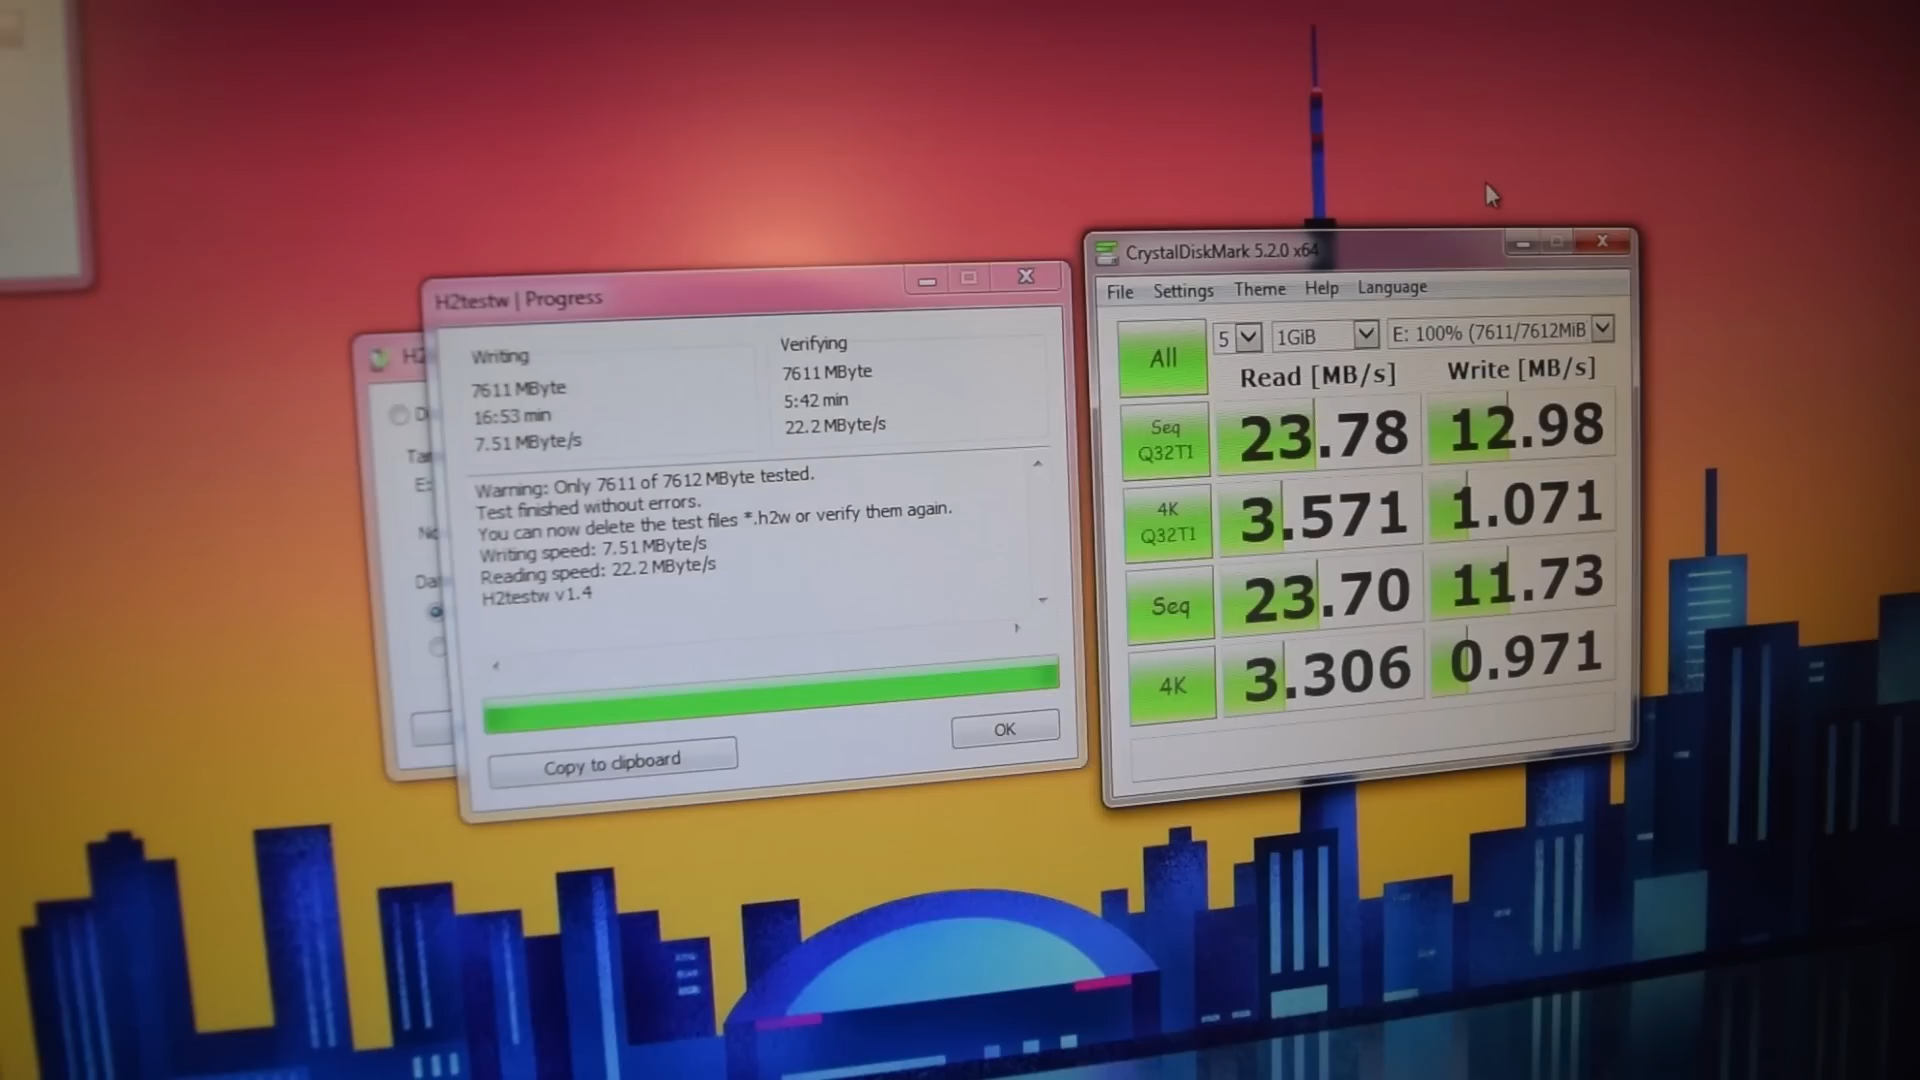 H2testw | Progress
Writing
7611 MByte
16:53 min
7.51 MByte/s
Verifying
7611 MByte
5:42 min
22.2 MByte/s
Warning: Only 7611 of 7612 MByte tested.
Test finished without errors.
You can now delete the test files *.h2w or verify them again.
Writing speed: 7.51 MByte/s
Reading speed: 22.2 MByte/s
H2testw v1.4
Copy to clipboard
OK
H2
E:
CrystalDiskMark 5.2.0 x64
File Settings Theme Help Language
All 5 1GiB E: 100% (7611/7612MiB
Read [MB/s] Write [MB/s]
Seq Q32T1 23.78 12.98
4K Q32T1 3.571 1.071
Seq 23.70 11.73
4K 3.306 0.971